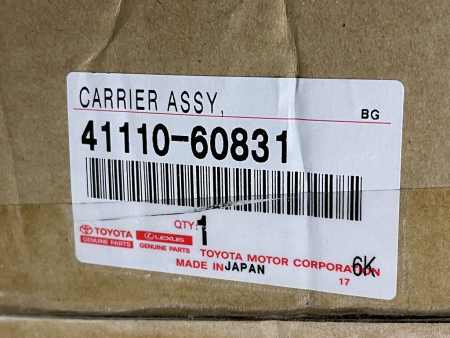 CARRIER ASSY,
BG
41110-60831
QTY: 1
TOYOTA LEXUS
GENUINE PARTS GENUINE PARTS
TOYOTA MOTOR CORPORATION
MADE IN JAPAN 6K
17